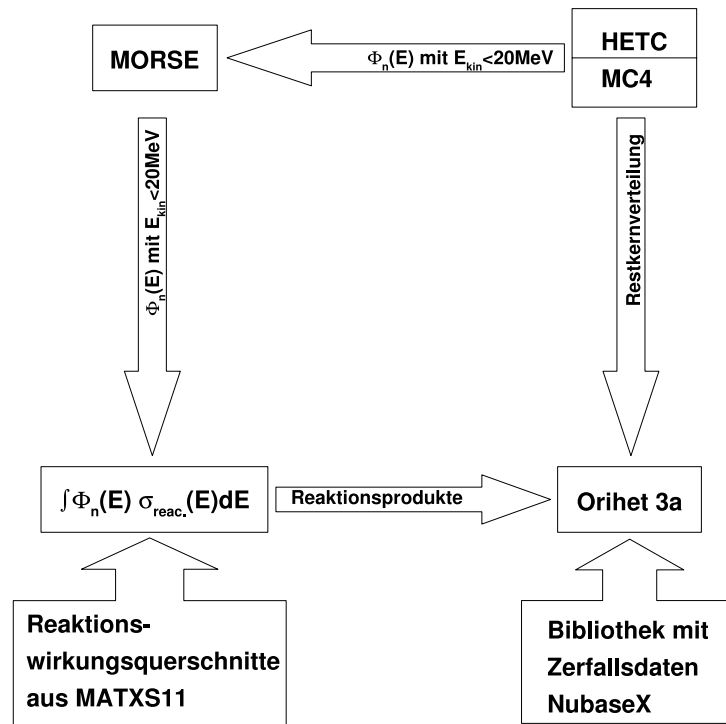 MORSE
Φn(E) mit Ekin<20MeV
HETC
MC4
Φn(E) mit Ekin<20MeV
Restkernverteilung
∫Φn(E) σreac.(E)dE
Reaktionsprodukte
Orihet 3a
Reaktions-
wirkungsquerschnitte
aus MATXS11
Bibliothek mit
Zerfallsdaten
NubaseX